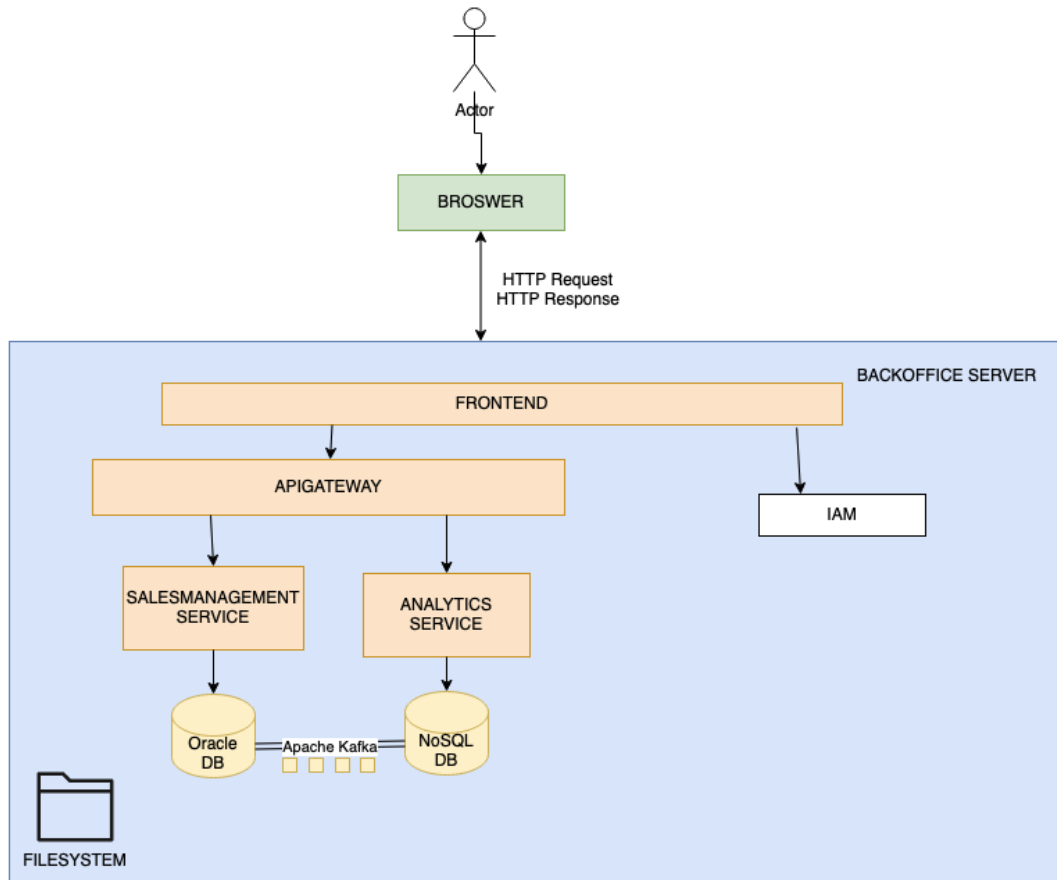 Actor
BROSWER
HTTP Request
HTTP Response
BACKOFFICE SERVER
FRONTEND
APIGATEWAY
IAM
SALESMANAGEMENT
SERVICE
ANALYTICS
SERVICE
Oracle
DB
Apache Kafka
NoSQL
DB
FILESYSTEM